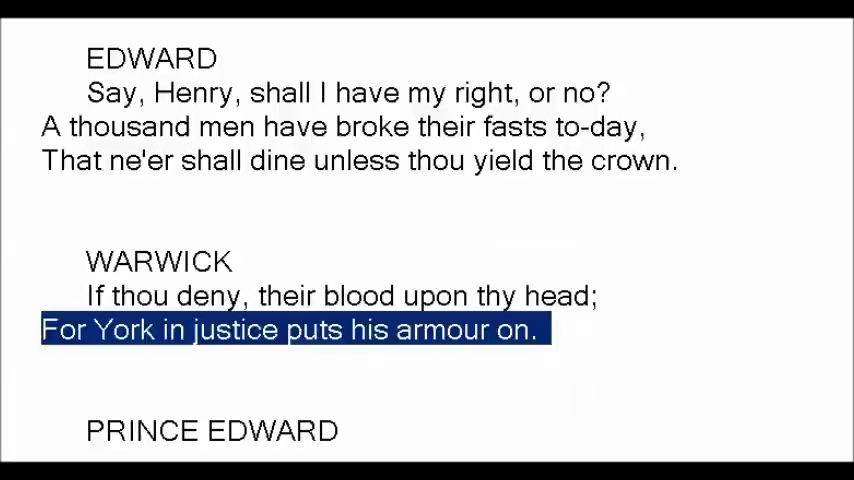 EDWARD
Say, Henry, shall I have my right, or no?
A thousand men have broke their fasts to-day,
That ne'er shall dine unless thou yield the crown.
WARWICK
If thou deny, their blood upon thy head;
For York in justice puts his armour on.
PRINCE EDWARD